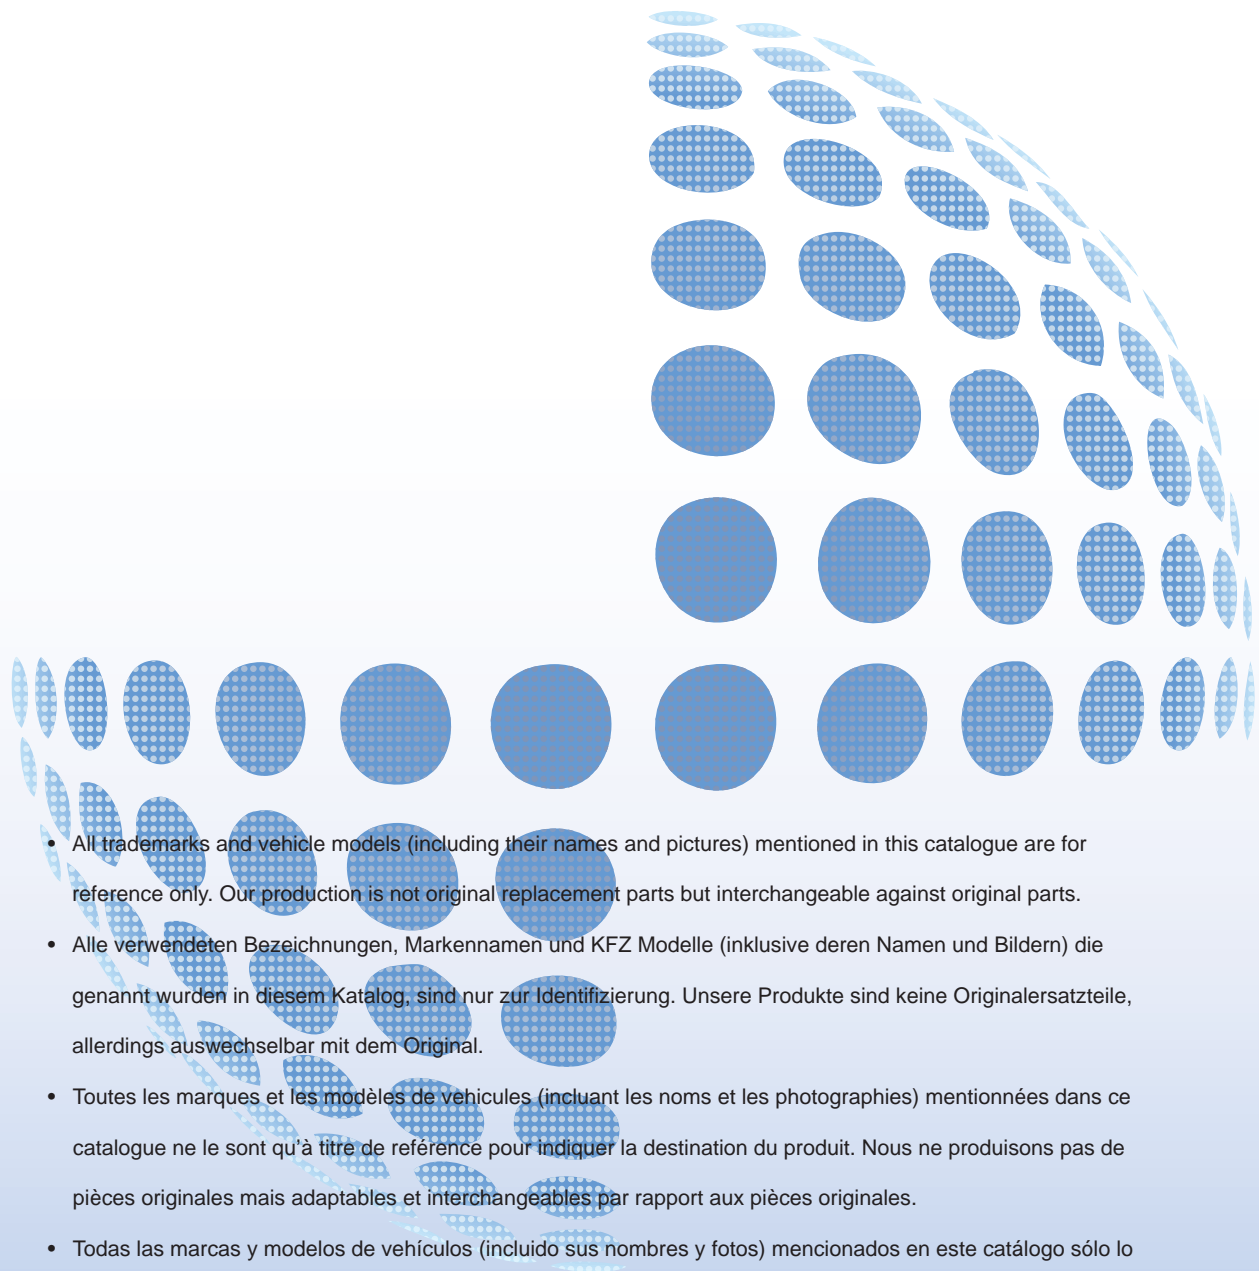 • All trademarks and vehicle models (including their names and pictures) mentioned in this catalogue are for
reference only. Our production is not original replacement parts but interchangeable against original parts.
• Alle verwendeten Bezeichnungen, Markennamen und KFZ Modelle (inklusive deren Namen und Bildern) die
genannt wurden in diesem Katalog, sind nur zur Identifizierung. Unsere Produkte sind keine Originalersatzteile,
allerdings auswechselbar mit dem Original.
• Toutes les marques et les modèles de vehicules (incluant les noms et les photographies) mentionnées dans ce
catalogue ne le sont qu'à titre de reférence pour indiquer la destination du produit. Nous ne produisons pas de
pièces originales mais adaptables et interchangeables par rapport aux pièces originales.
• Todas las marcas y modelos de vehículos (incluido sus nombres y fotos) mencionados en este catálogo sólo lo